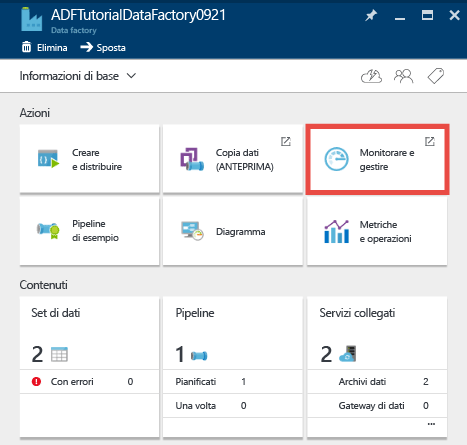 ADFTutorialDataFactory0921
Data factory
Elimina
Sposta
Informazioni di base
Azioni
Creare
e distribuire
Copia dati
(ANTEPRIMA)
Monitorare e
gestire
Pipeline
di esempio
Diagramma
Metriche
e operazioni
Contenuti
Set di dati
2
Con errori 0
Pipeline
1
Pianificati 1
Una volta 0
Servizi collegati
2
Archivi dati 2
Gateway di dati 0
...